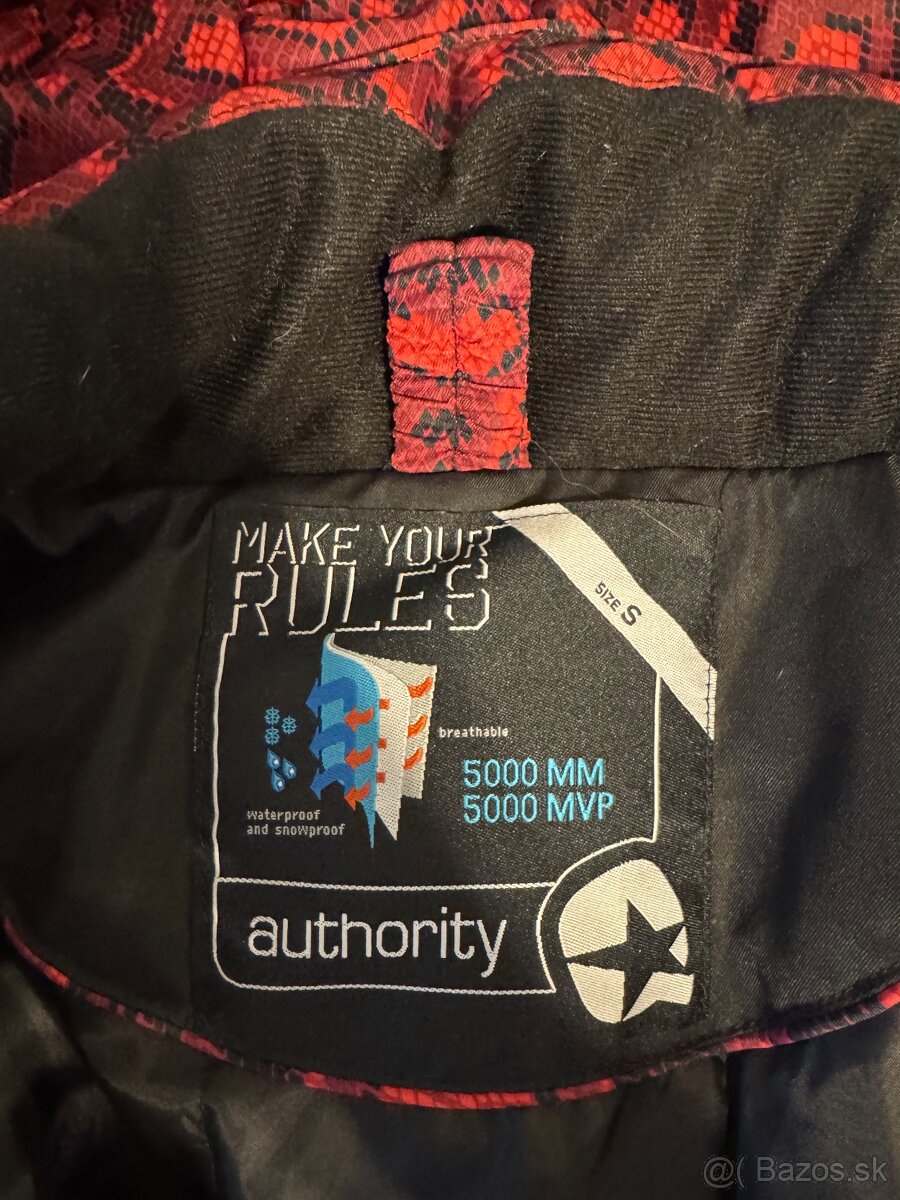 MAKE YOUR
RULES
SIZE S
breathable
5000 MM
5000 MVP
waterproof
and snowproof
authority
@( Bazos.sk